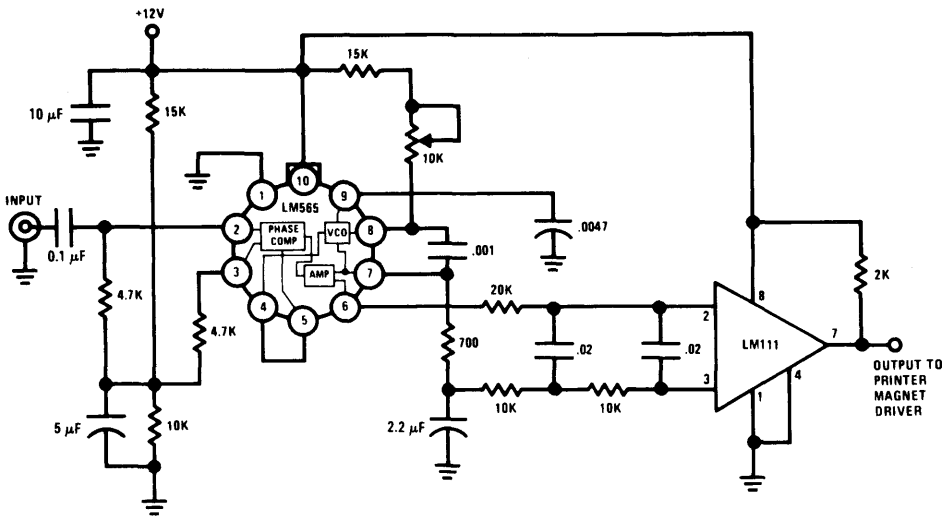 +12V
15K
10 µF
15K
10K
INPUT
0.1 µF
1
10
9
LM565
2
PHASE
COMP
VCO
8
.001
.0047
3
AMP
7
4
5
6
4.7K
4.7K
20K
700
.02
.02
2
8
LM111
7
3
1
4
2K
OUTPUT TO
PRINTER
MAGNET
DRIVER
5 µF
10K
2.2 µF
10K
10K